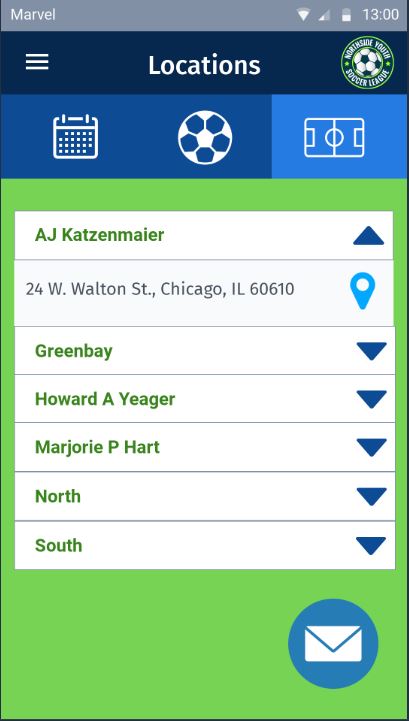 Marvel
13:00
Locations
NORTHSIDE YOUTH
SOCCER LEAGUE
AJ Katzenmaier
24 W. Walton St., Chicago, IL 60610
Greenbay
Howard A Yeager
Marjorie P Hart
North
South